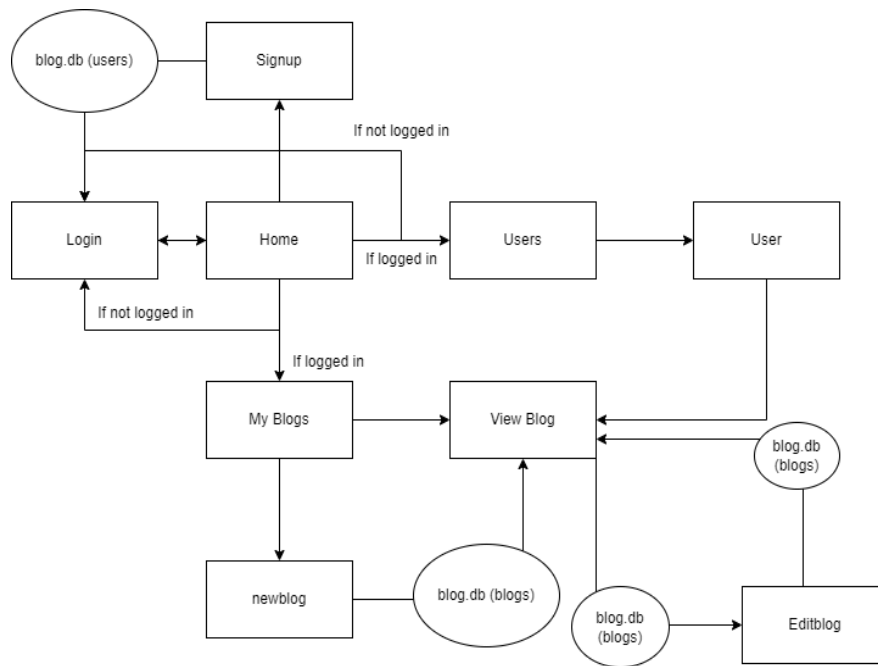 blog.db (users)
Signup
If not logged in
Login
Home
Users
User
If logged in
If not logged in
If logged in
My Blogs
View Blog
blog.db
(blogs)
newblog
blog.db (blogs)
blog.db
(blogs)
Editblog